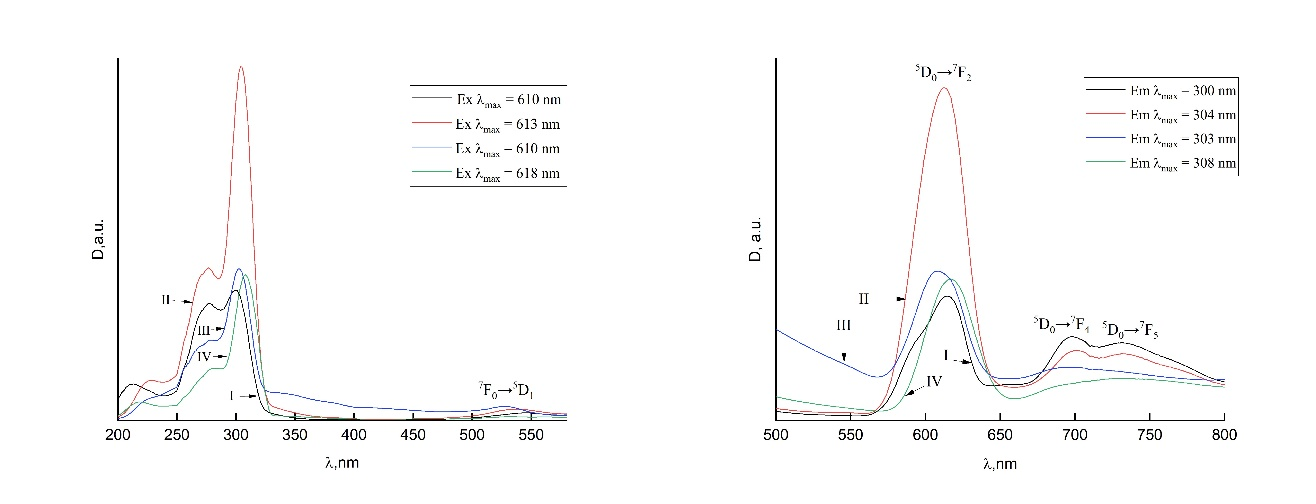 Ex λmax = 610 nm
Ex λmax = 613 nm
Ex λmax – 610 nm
Ex λmax = 618 nm
D,a.u.
II
III
IV
I
⁷F₀→⁵D₁
200 250 300 350 400 450 500 550
λ,nm
⁵D₀→⁷F₂
Em λmax – 300 nm
Em λmax = 304 nm
Em λmax – 303 nm
Em λmax = 308 nm
D, a.u.
II
III
⁵D₀→⁷F₄
⁵D₀→⁷F₅
I
IV
500 550 600 650 700 750 800
λ,nm